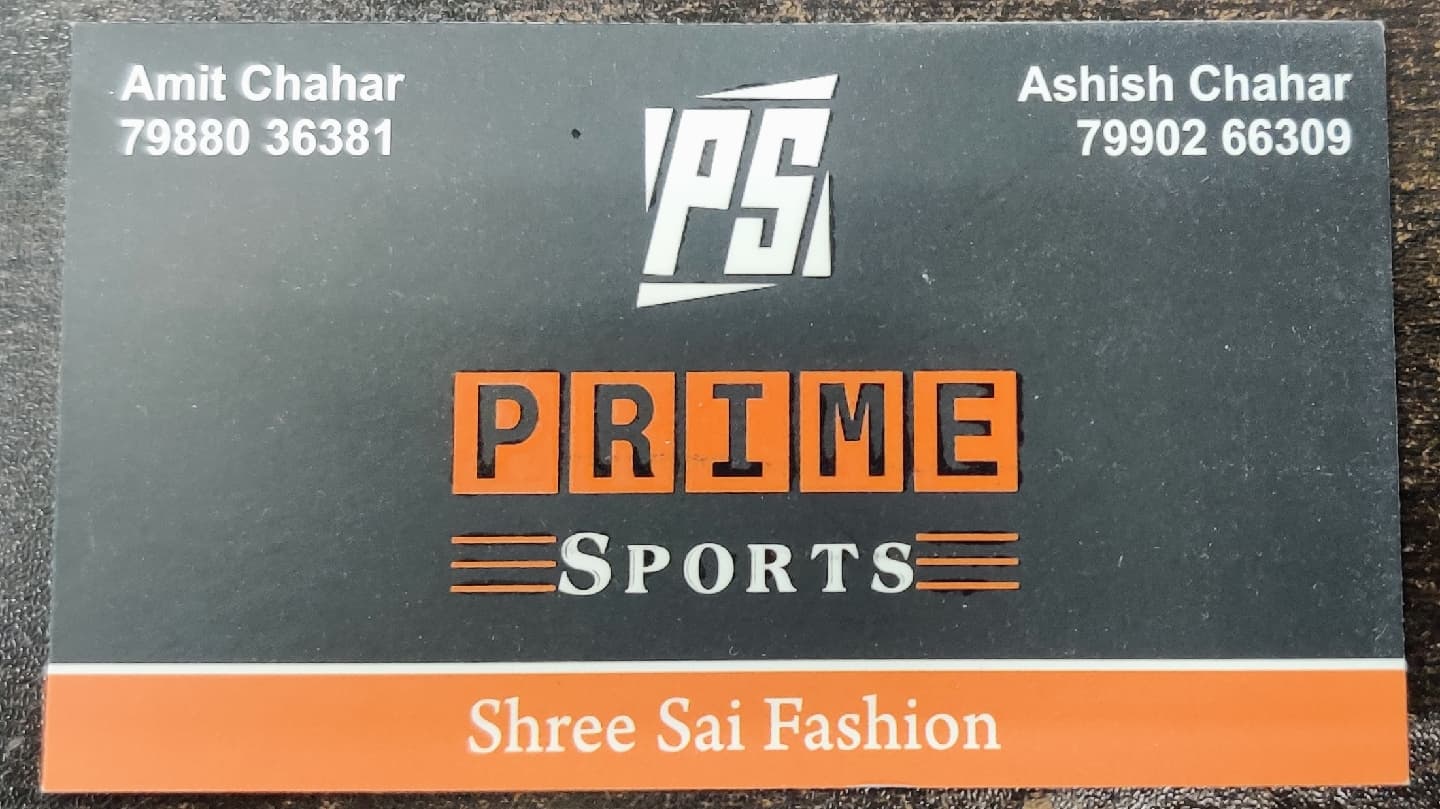 Amit Chahar
79880 36381
Ashish Chahar
79902 66309
PS
PRIME
SPORTS
Shree Sai Fashion